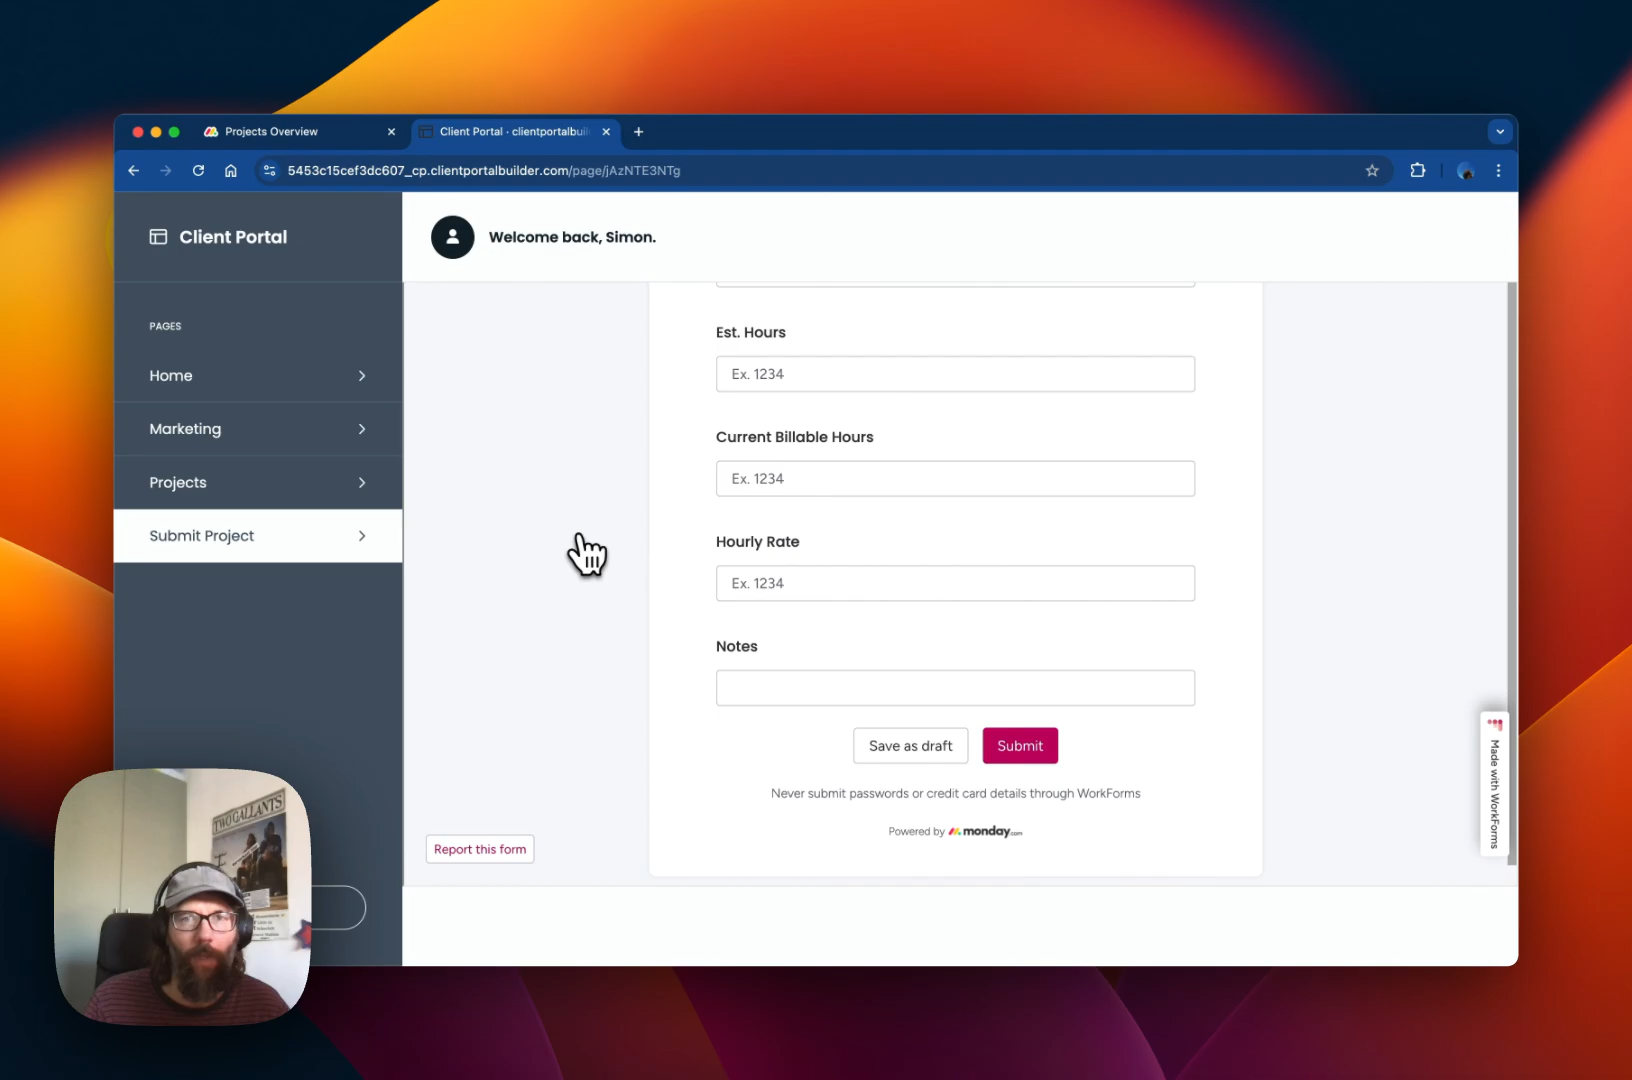 Projects Overview
Client Portal · clientportalbuil
5453c15cef3dc607_cp.clientportalbuilder.com/page/jAzNTE3NTg
Client Portal
Welcome back, Simon.
PAGES
Home
Marketing
Projects
Submit Project
Est. Hours
Ex. 1234
Current Billable Hours
Ex. 1234
Hourly Rate
Ex. 1234
Notes
Save as draft
Submit
Never submit passwords or credit card details through WorkForms
Powered by monday.com
Report this form
Made with WorkForms
TWO GALLANTS